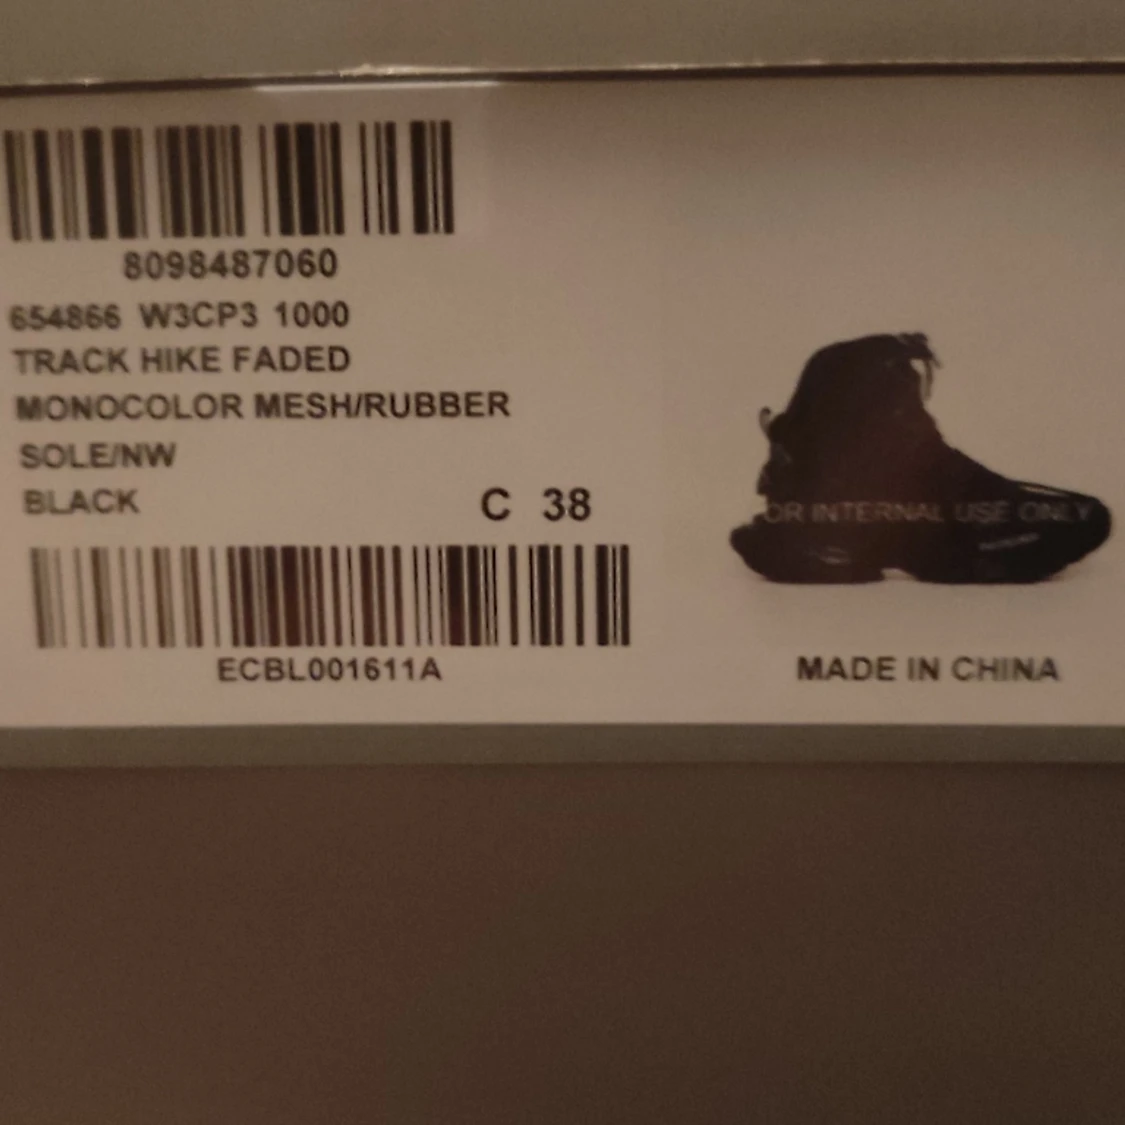 8098487060
654866 W3CP3 1000
TRACK HIKE FADED
MONOCOLOR MESH/RUBBER
SOLE/NW
BLACK C 38
ECBL001611A
OR INTERNAL USE ONLY
MADE IN CHINA